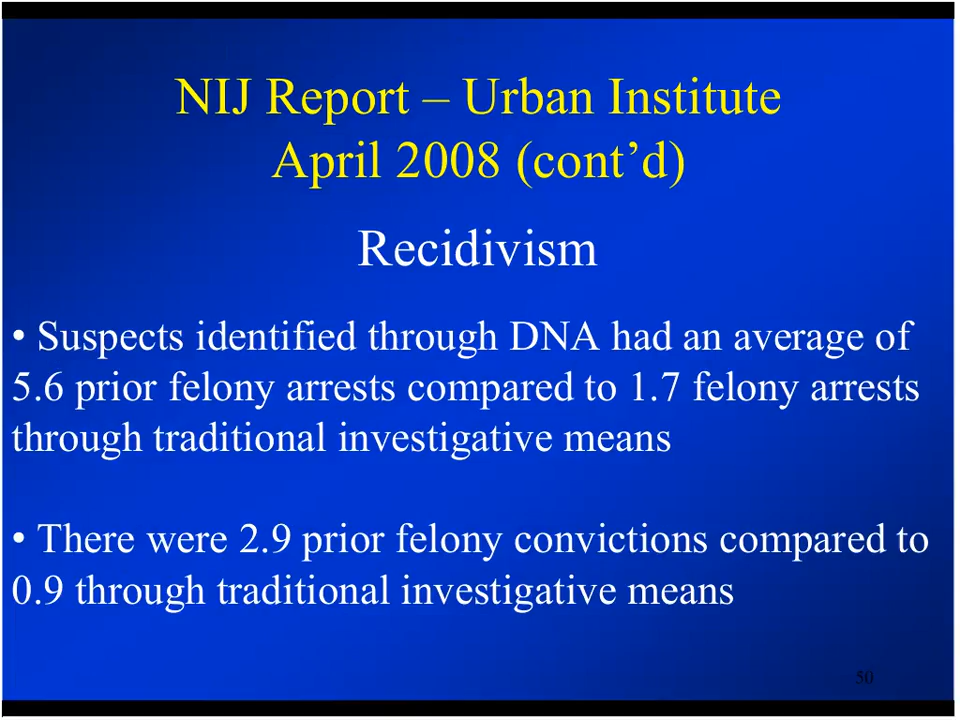 NIJ Report – Urban Institute
April 2008 (cont’d)
Recidivism
• Suspects identified through DNA had an average of
5.6 prior felony arrests compared to 1.7 felony arrests
through traditional investigative means
• There were 2.9 prior felony convictions compared to
0.9 through traditional investigative means
50